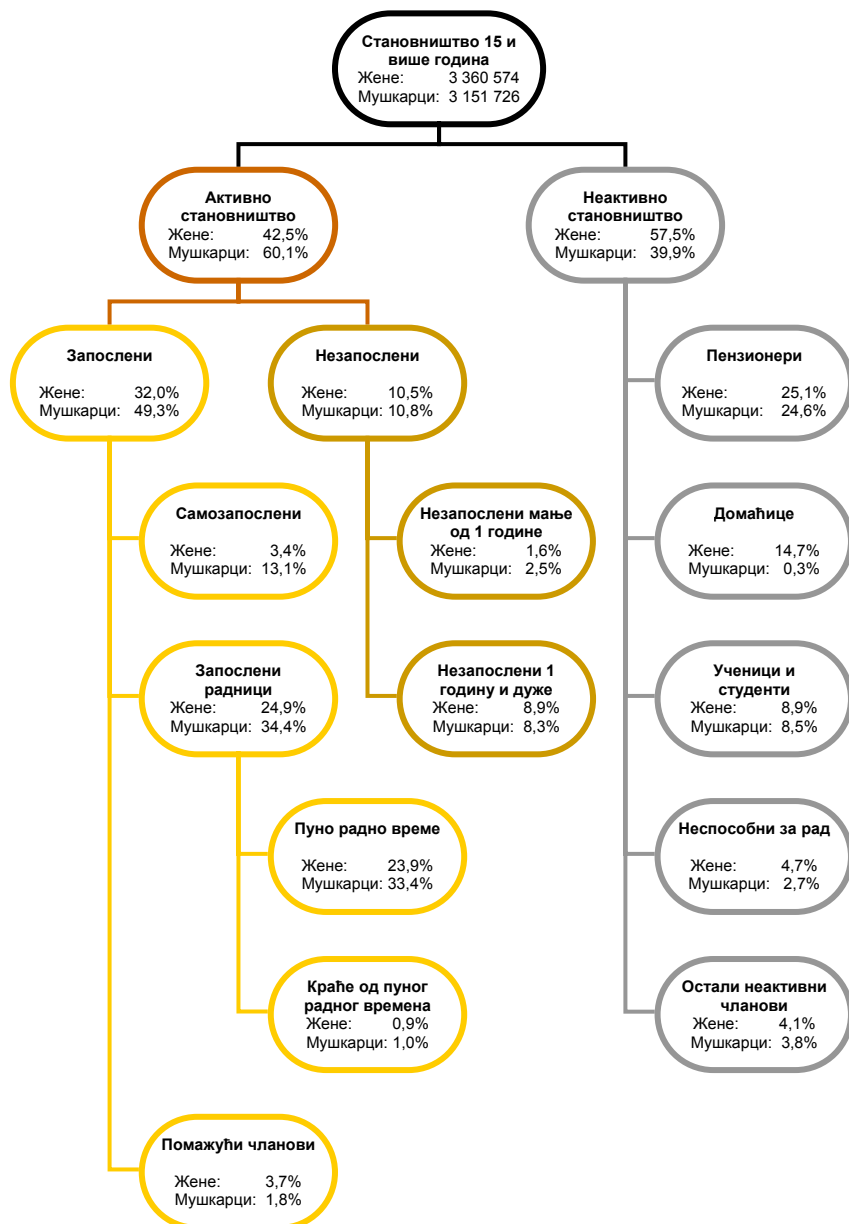 Становништво 15 и
више година
Жене: 3 360 574
Мушкарци: 3 151 726
Активно
становништво
Жене: 42,5%
Мушкарци: 60,1%
Неактивно
становништво
Жене: 57,5%
Мушкарци: 39,9%
Запослени
Жене: 32,0%
Мушкарци: 49,3%
Незапослени
Жене: 10,5%
Мушкарци: 10,8%
Пензионери
Жене: 25,1%
Мушкарци: 24,6%
Самозапослени
Жене: 3,4%
Мушкарци: 13,1%
Незапослени мање
од 1 године
Жене: 1,6%
Мушкарци: 2,5%
Домаћице
Жене: 14,7%
Мушкарци: 0,3%
Запослени
радници
Жене: 24,9%
Мушкарци: 34,4%
Незапослени 1
годину и дуже
Жене: 8,9%
Мушкарци: 8,3%
Ученици и
студенти
Жене: 8,9%
Мушкарци: 8,5%
Пуно радно време
Жене: 23,9%
Мушкарци: 33,4%
Неспособни за рад
Жене: 4,7%
Мушкарци: 2,7%
Краће од пуног
радног времена
Жене: 0,9%
Мушкарци: 1,0%
Остали неактивни
чланови
Жене: 4,1%
Мушкарци: 3,8%
Помажући чланови
Жене: 3,7%
Мушкарци: 1,8%